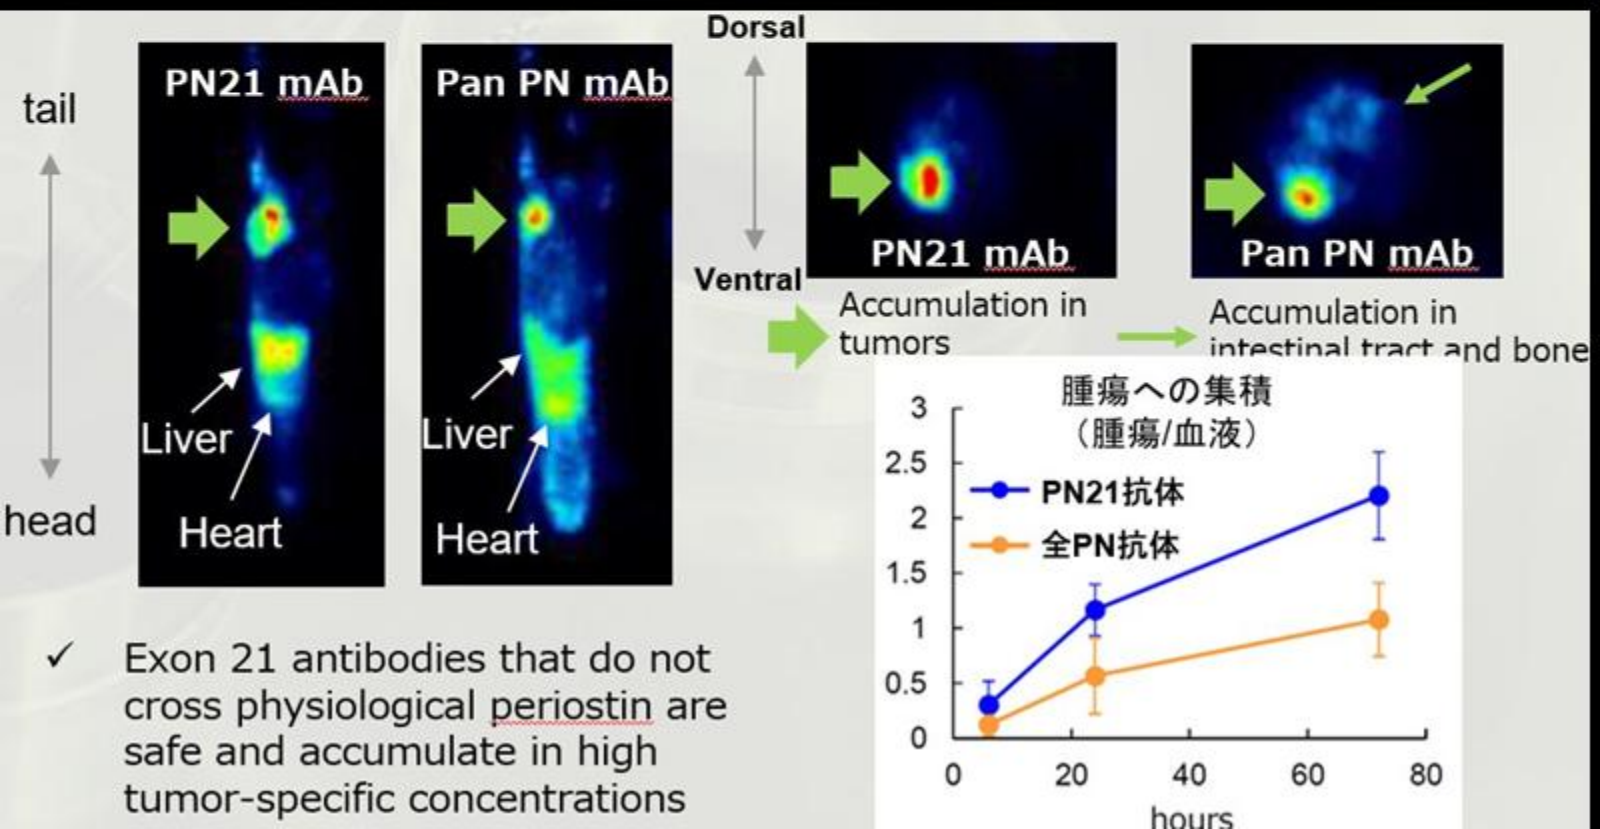 tail
head
PN21 mAb
Liver
Heart
Pan PN mAb
Liver
Heart
Dorsal
Ventral
PN21 mAb
Pan PN mAb
Accumulation in
tumors
Accumulation in
intestinal tract and bone
腫瘍への集積
（腫瘍/血液）
PN21抗体
全PN抗体
3
2.5
2
1.5
1
0.5
0
0 20 40 60 80
hours
✓ Exon 21 antibodies that do not
cross physiological periostin are
safe and accumulate in high
tumor-specific concentrations